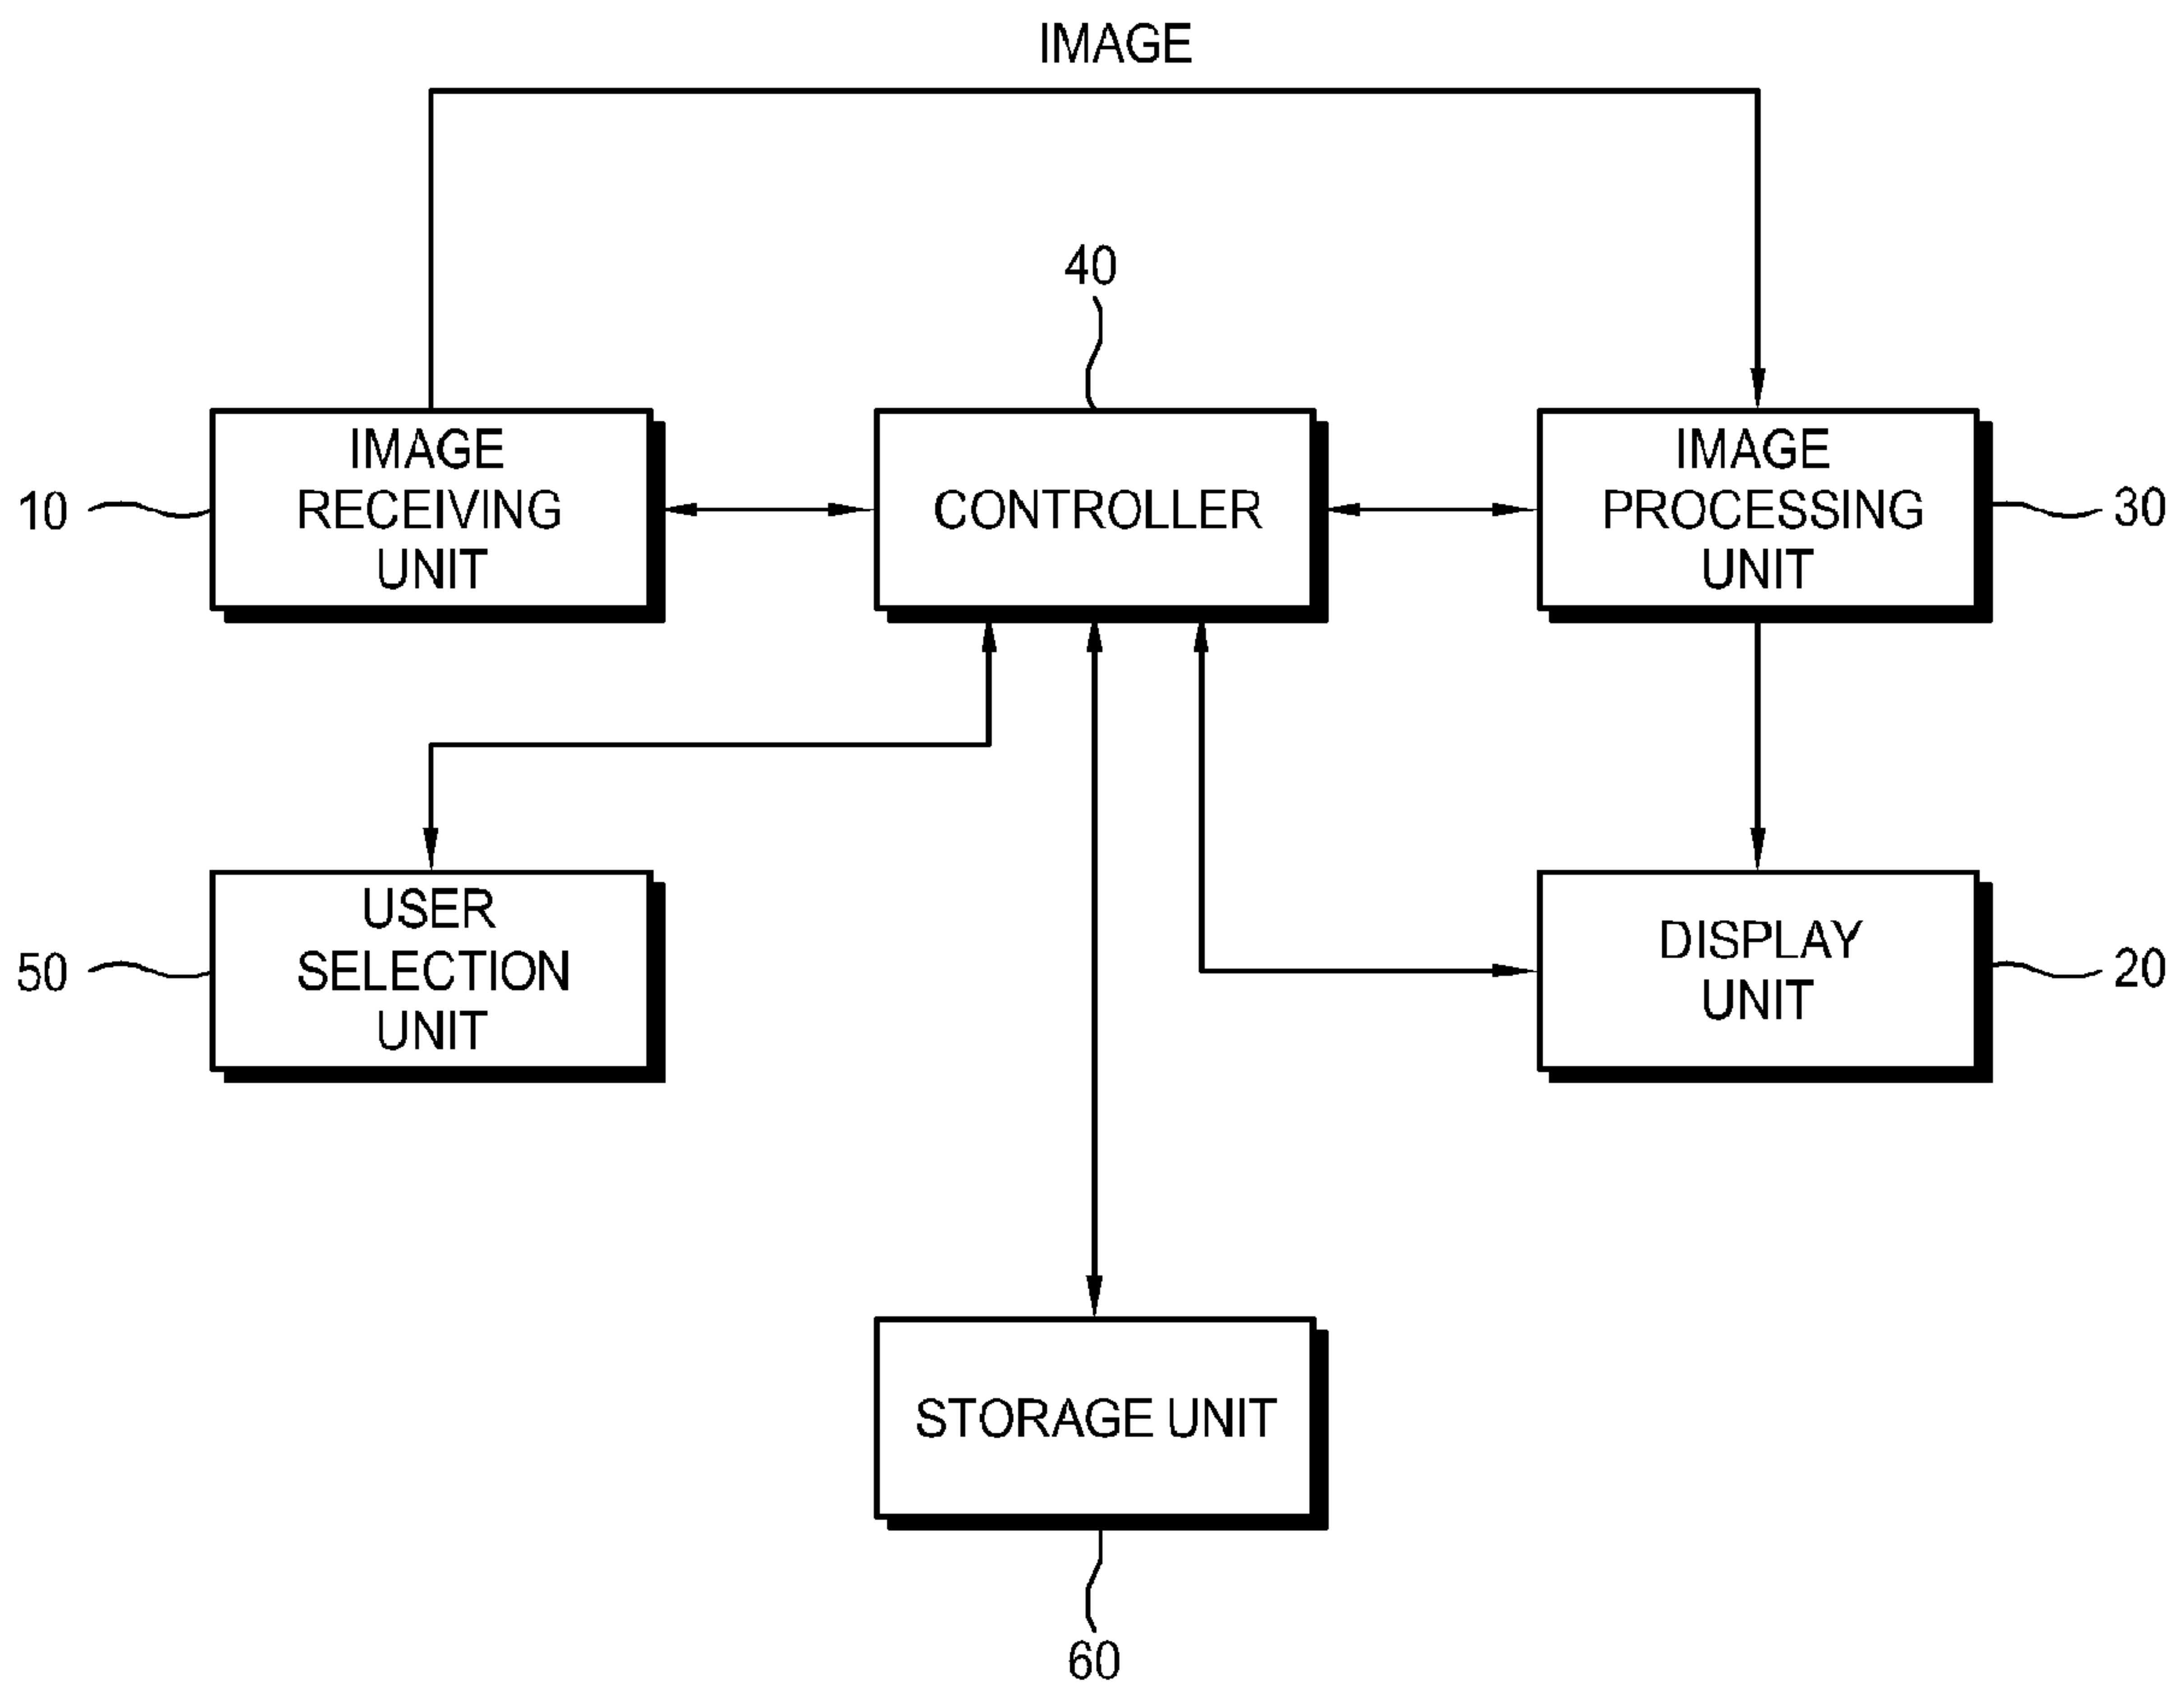 IMAGE
40
10
IMAGE
RECEIVING
UNIT
CONTROLLER
IMAGE
PROCESSING
UNIT
30
50
USER
SELECTION
UNIT
DISPLAY
UNIT
20
STORAGE UNIT
60